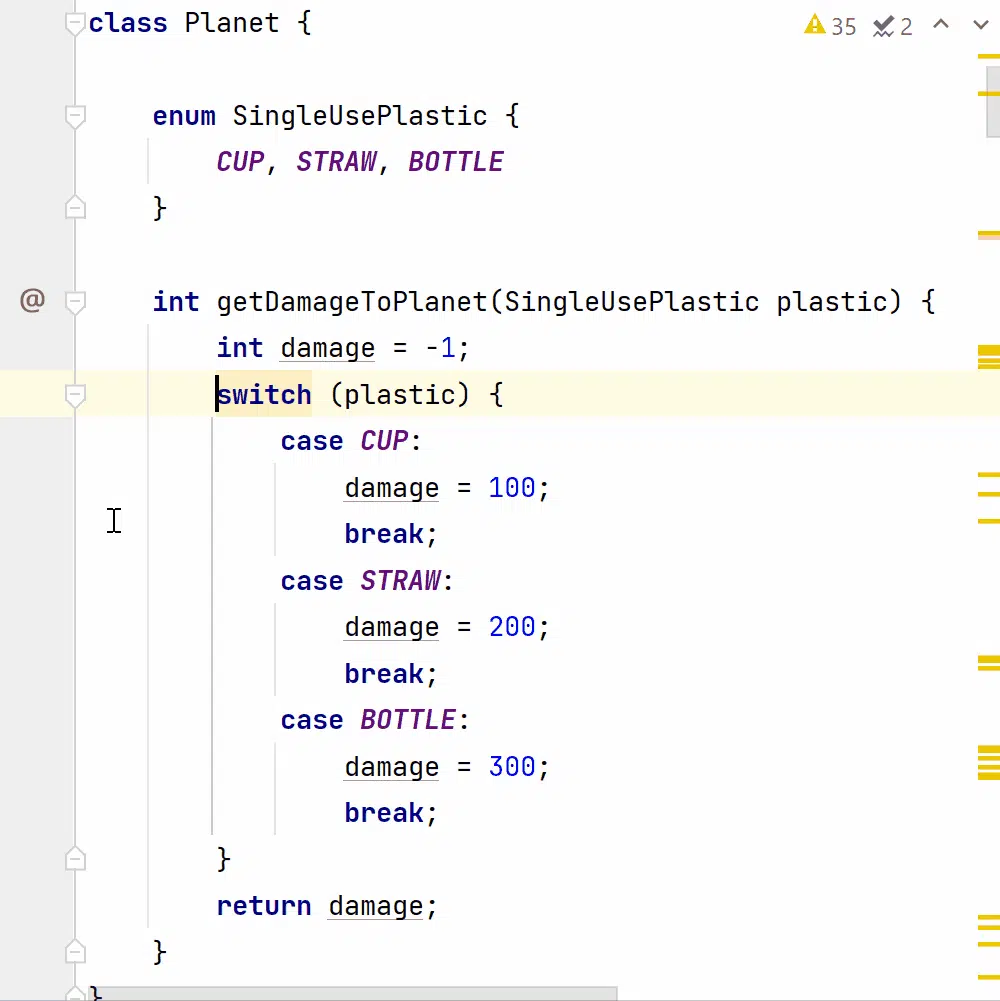 class Planet {
35 2
enum SingleUsePlastic {
CUP, STRAW, BOTTLE
}
@
int getDamageToPlanet(SingleUsePlastic plastic) {
int damage = -1;
switch (plastic) {
case CUP:
damage = 100;
break;
case STRAW:
damage = 200;
break;
case BOTTLE:
damage = 300;
break;
}
return damage;
}
}